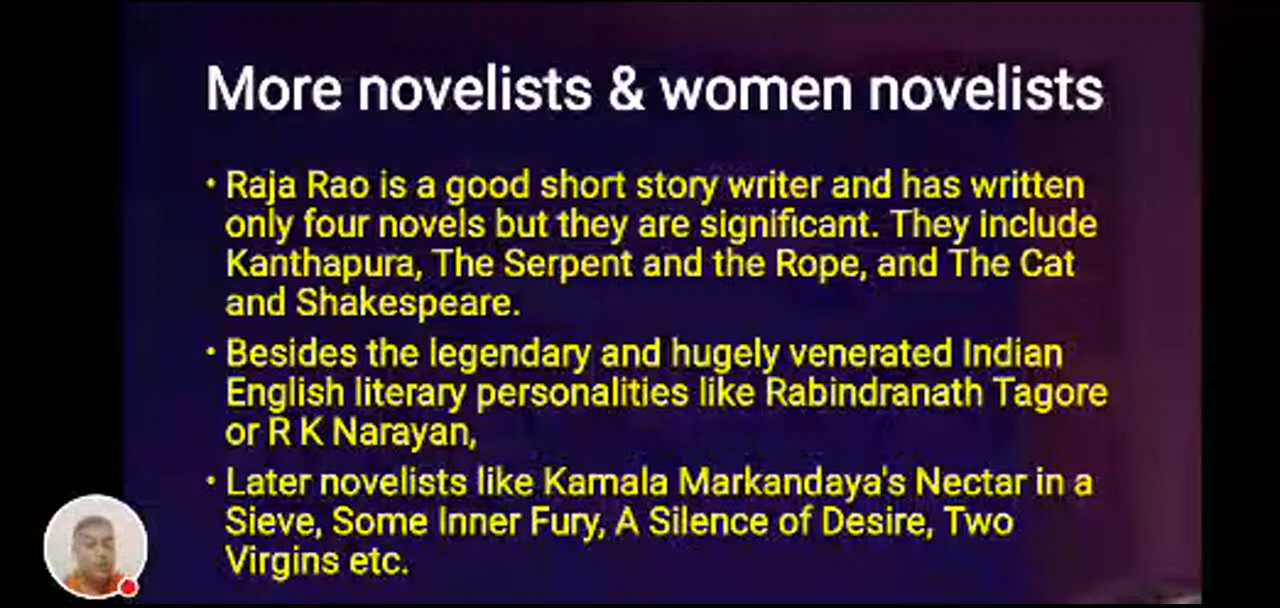 More novelists & women novelists
• Raja Rao is a good short story writer and has written
only four novels but they are significant. They include
Kanthapura, The Serpent and the Rope, and The Cat
and Shakespeare.
• Besides the legendary and hugely venerated Indian
English literary personalities like Rabindranath Tagore
or R K Narayan,
• Later novelists like Kamala Markandaya's Nectar in a
Sieve, Some Inner Fury, A Silence of Desire, Two
Virgins etc.